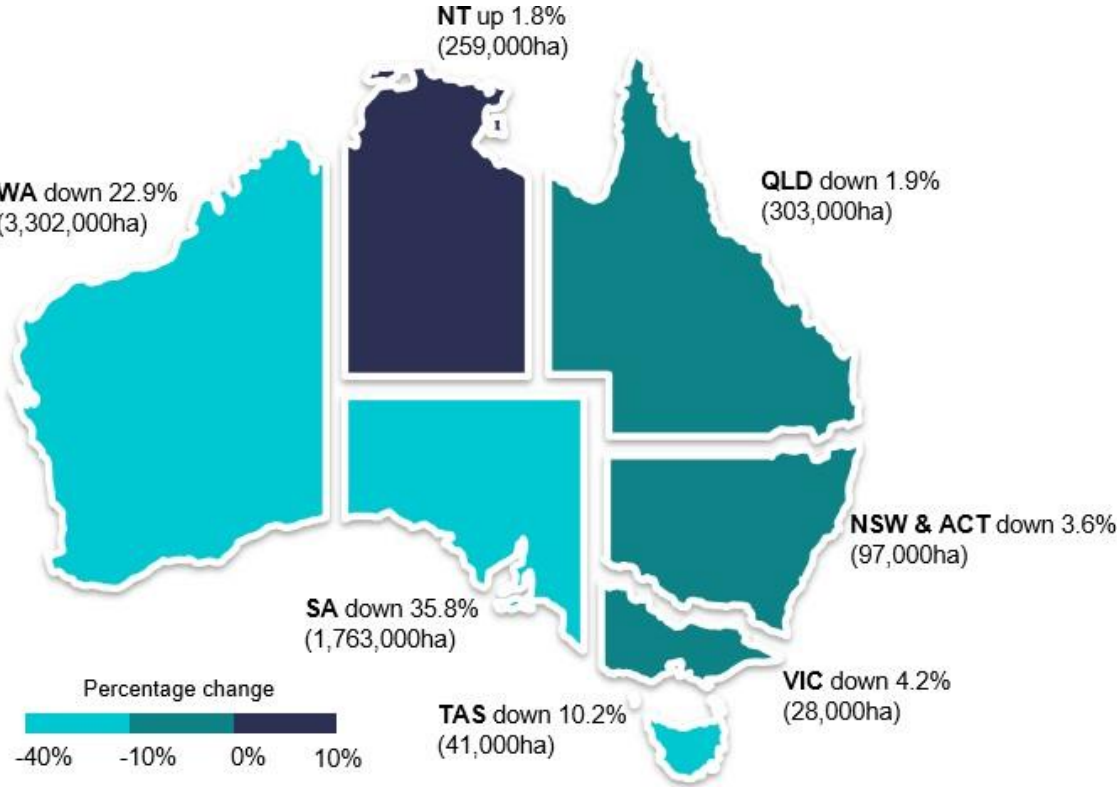 NT up 1.8%
(259,000ha)
WA down 22.9%
(3,302,000ha)
QLD down 1.9%
(303,000ha)
NSW & ACT down 3.6%
(97,000ha)
SA down 35.8%
(1,763,000ha)
VIC down 4.2%
(28,000ha)
TAS down 10.2%
(41,000ha)
Percentage change
-40% -10% 0% 10%